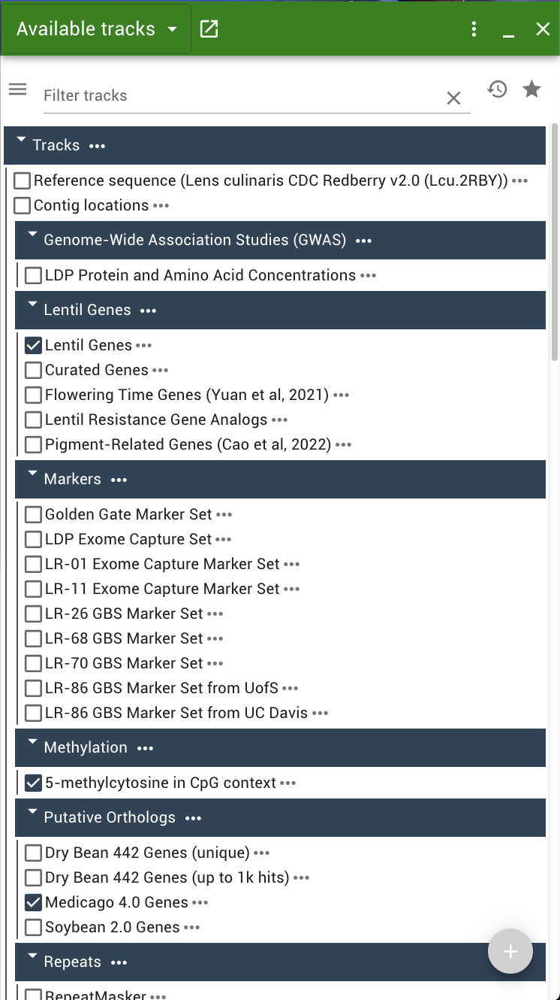 Available tracks
Filter tracks
Tracks
Reference sequence (Lens culinaris CDC Redberry v2.0 (Lcu.2RBY))
Contig locations
Genome-Wide Association Studies (GWAS)
LDP Protein and Amino Acid Concentrations
Lentil Genes
Lentil Genes
Curated Genes
Flowering Time Genes (Yuan et al, 2021)
Lentil Resistance Gene Analogs
Pigment-Related Genes (Cao et al, 2022)
Markers
Golden Gate Marker Set
LDP Exome Capture Set
LR-01 Exome Capture Marker Set
LR-11 Exome Capture Marker Set
LR-26 GBS Marker Set
LR-68 GBS Marker Set
LR-70 GBS Marker Set
LR-86 GBS Marker Set from UofS
LR-86 GBS Marker Set from UC Davis
Methylation
5-methylcytosine in CpG context
Putative Orthologs
Dry Bean 442 Genes (unique)
Dry Bean 442 Genes (up to 1k hits)
Medicago 4.0 Genes
Soybean 2.0 Genes
Repeats
RepeatMasker